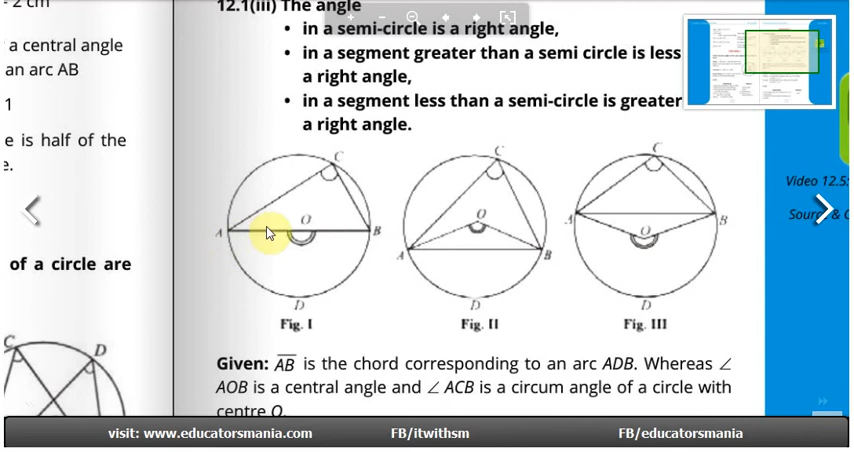 - 2 cm
a central angle
an arc AB
1
e is half of the
e.
of a circle are
C
D
12.1(iii) The angle
• in a semi-circle is a right angle,
• in a segment greater than a semi circle is less
a right angle,
• in a segment less than a semi-circle is greater
a right angle.
C
O
A
B
D
Fig. I
C
O
A
B
D
Fig. II
C
A
B
O
D
Fig. III
Given: AB is the chord corresponding to an arc ADB. Whereas ∠
AOB is a central angle and ∠ ACB is a circum angle of a circle with
centre O.
Video 12.5:
Source & C
visit: www.educatorsmania.com
FB/itwithsm
FB/educatorsmania